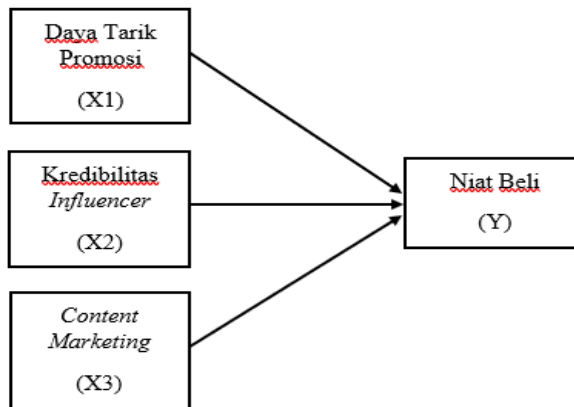 Daya Tarik
Promosi
(X1)
Kredibilitas
Influencer
(X2)
Content
Marketing
(X3)
Niat Beli
(Y)